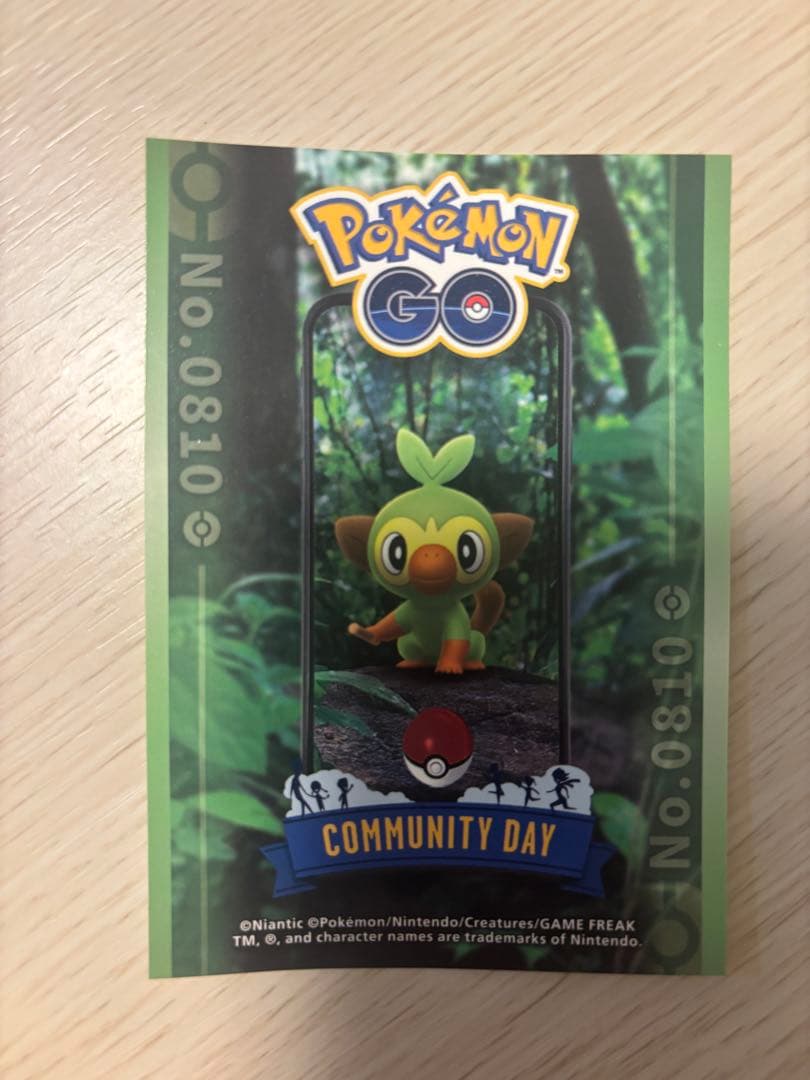 POKÉMON
™
GO
No.0810
No.0810
COMMUNITY DAY
©Niantic ©Pokémon/Nintendo/Creatures/GAME FREAK
TM, ®, and character names are trademarks of Nintendo.